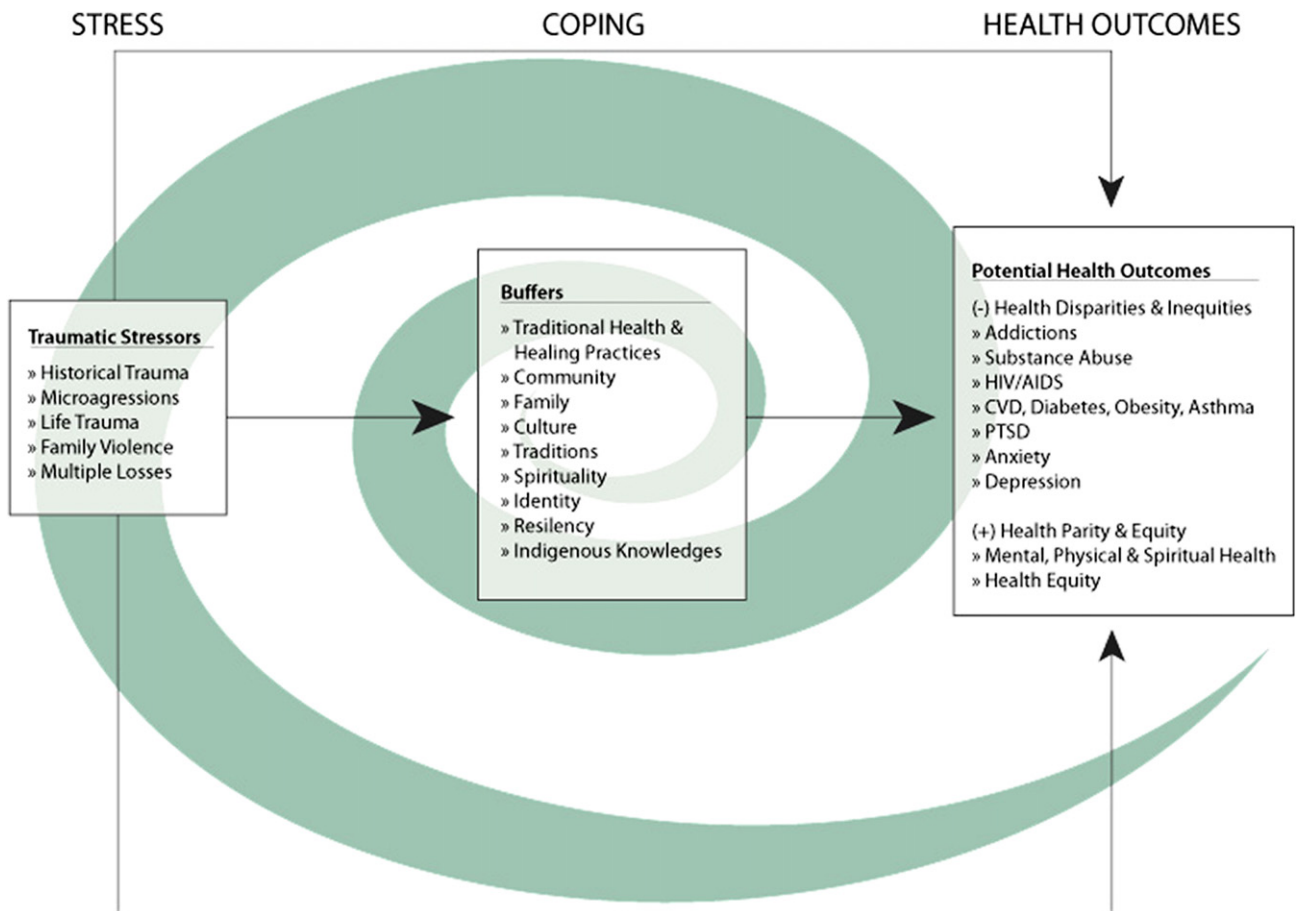 STRESS
COPING
HEALTH OUTCOMES
Traumatic Stressors
» Historical Trauma
» Microagressions
» Life Trauma
» Family Violence
» Multiple Losses
Buffers
» Traditional Health &
Healing Practices
» Community
» Family
» Culture
» Traditions
» Spirituality
» Identity
» Resilency
» Indigenous Knowledges
Potential Health Outcomes
(-) Health Disparities & Inequities
» Addictions
» Substance Abuse
» HIV/AIDS
» CVD, Diabetes, Obesity, Asthma
» PTSD
» Anxiety
» Depression
(+) Health Parity & Equity
» Mental, Physical & Spiritual Health
» Health Equity